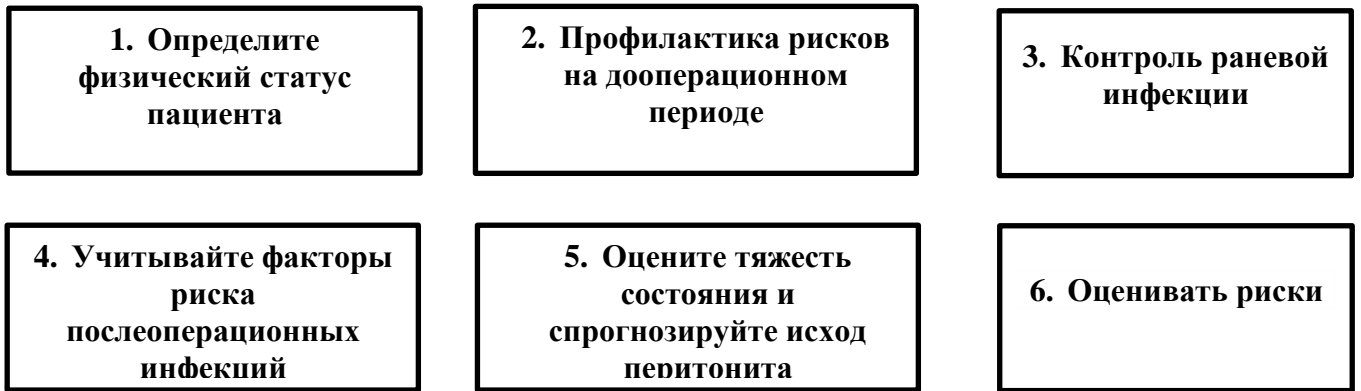 1. Определите
физический статус
пациента
2. Профилактика рисков
на дооперационном
периоде
3. Контроль раневой
инфекции
4. Учитывайте факторы
риска
послеоперационных
инфекций
5. Оцените тяжесть
состояния и
спрогнозируйте исход
перитонита
6. Оценивать риски